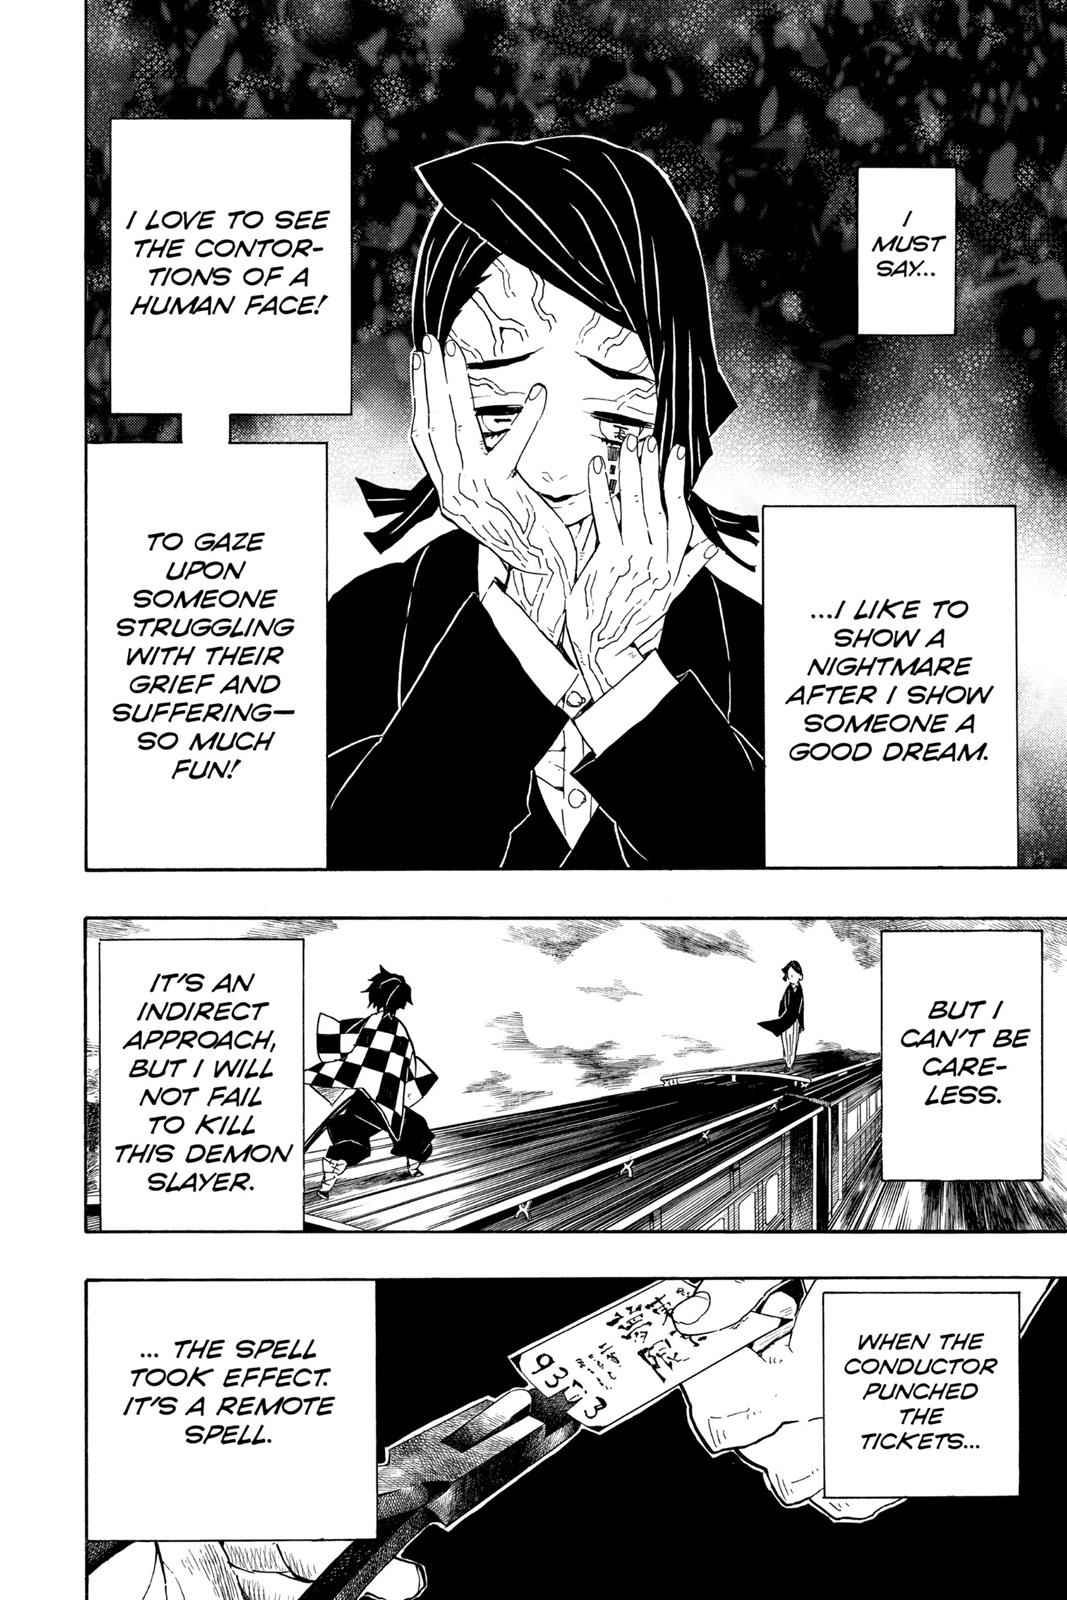 I
MUST
SAY...
...I LIKE TO
SHOW A
NIGHTMARE
AFTER I SHOW
SOMEONE A
GOOD DREAM.
I LOVE TO SEE
THE CONTOR-
TIONS OF A
HUMAN FACE!
TO GAZE
UPON
SOMEONE
STRUGGLING
WITH THEIR
GRIEF AND
SUFFERING—
SO MUCH
FUN!
BUT I
CAN'T BE
CARE-
LESS.
IT'S AN
INDIRECT
APPROACH,
BUT I WILL
NOT FAIL
TO KILL
THIS DEMON
SLAYER.
WHEN THE
CONDUCTOR
PUNCHED
THE
TICKETS...
... THE SPELL
TOOK EFFECT.
IT'S A REMOTE
SPELL.